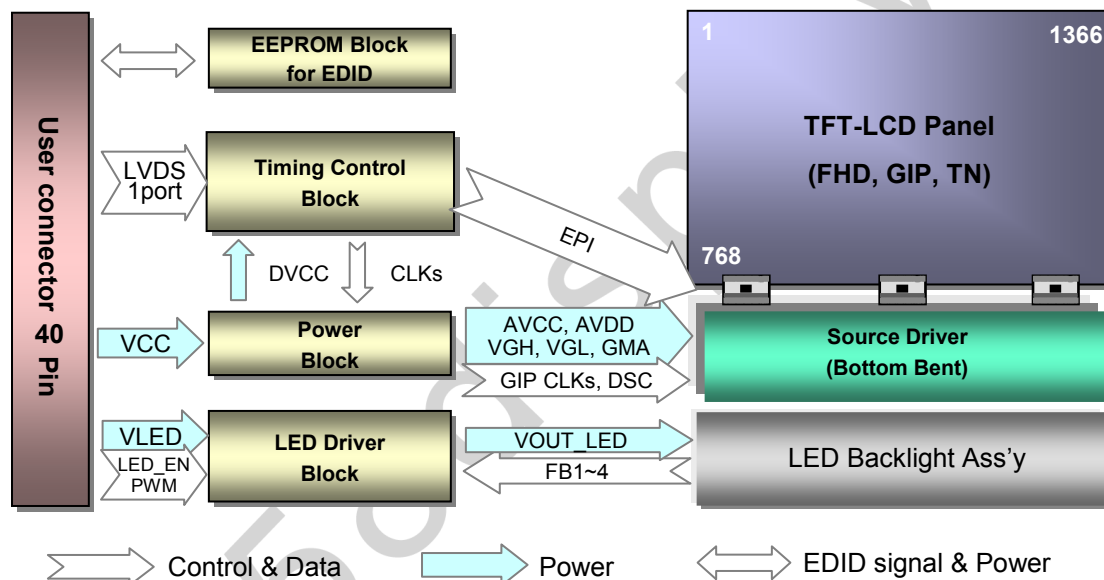 User connector 40 Pin
EEPROM Block
for EDID
LVDS
1port
Timing Control
Block
EPI
DVCC
CLKs
VCC
Power
Block
AVCC, AVDD
VGH, VGL, GMA
GIP CLKs, DSC
VLED
LED_EN
PWM
LED Driver
Block
VOUT_LED
FB1~4
1
1366
TFT-LCD Panel
(FHD, GIP, TN)
768
Source Driver
(Bottom Bent)
LED Backlight Ass’y
Control & Data
Power
EDID signal & Power